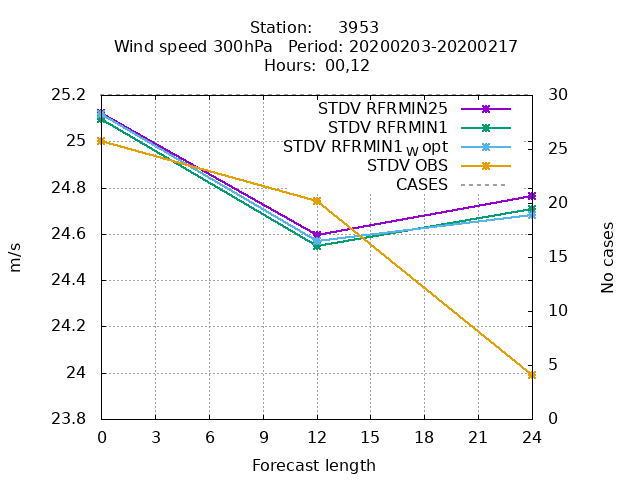 Station:     3953
Wind speed 300hPa   Period: 20200203-20200217
Hours: 00,12
STDV RFRMIN25
STDV RFRMIN1
STDV RFRMIN1 W opt
STDV OBS
CASES
25.2
25
24.8
24.6
24.4
24.2
24
23.8
m/s
30
25
20
15
10
5
0
No cases
0 3 6 9 12 15 18 21 24
Forecast length